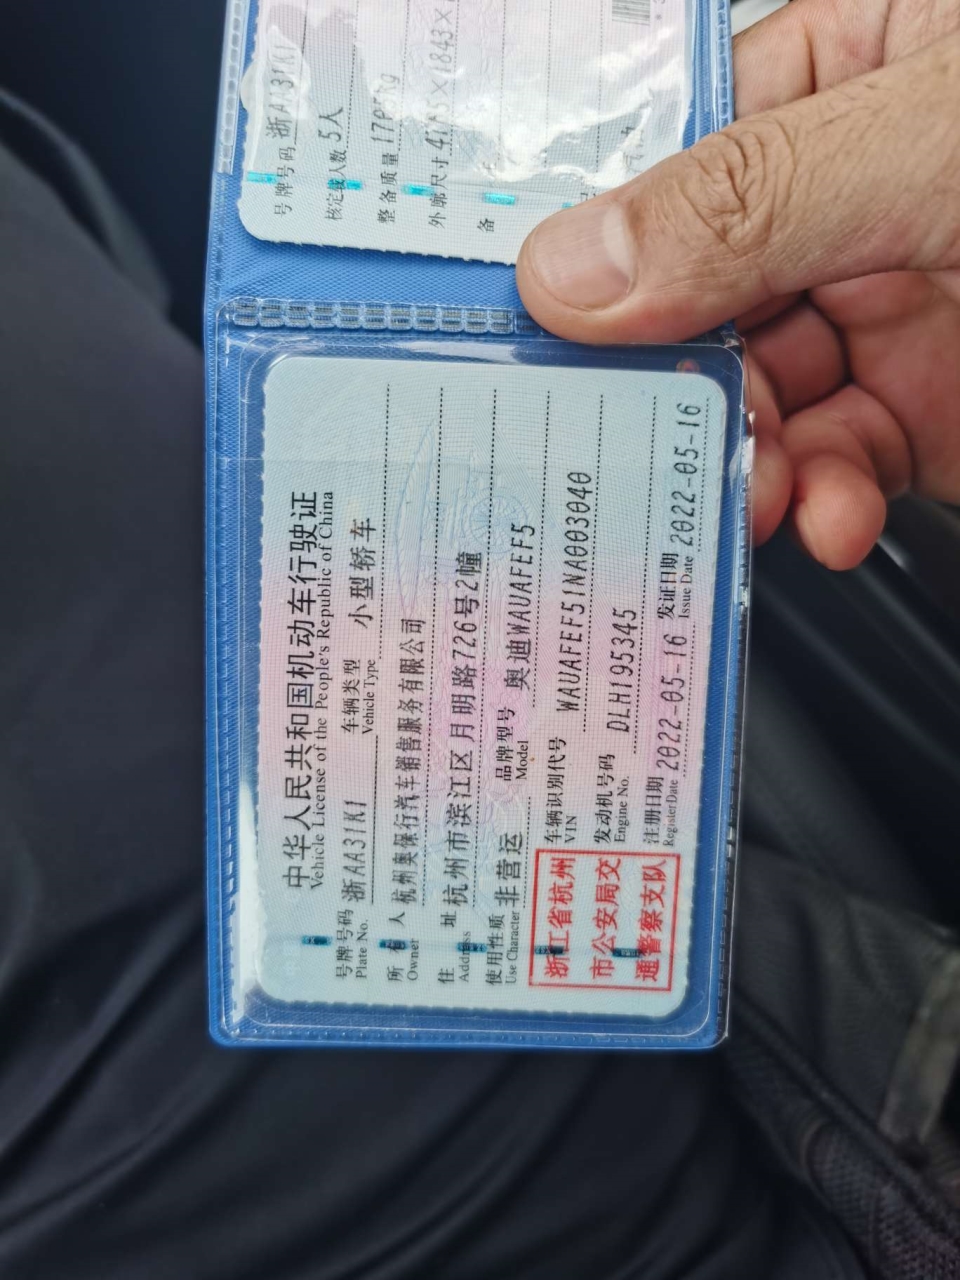 中华人民共和国机动车行驶证
Vehicle License of the People's Republic of China
号牌号码 浙AA31K1 车辆类型 小型轿车
Plate No. Vehicle Type
所有人 杭州奥保行汽车销售服务有限公司
Owner
住址 杭州市滨江区月明路726号2幢
Address
使用性质 非营运 品牌型号 奥迪WAUAFEF5
Use Character Model
浙江省杭州
市公安局交
通警察支队
车辆识别代号 WAUAFEF51NA003040
VIN
发动机号码 DLH195345
Engine No.
注册日期 2022-05-16 发证日期 2022-05-16
Register Date Issue Date
号牌号码
核定载人数 5人
整备质量
外廓尺寸
备